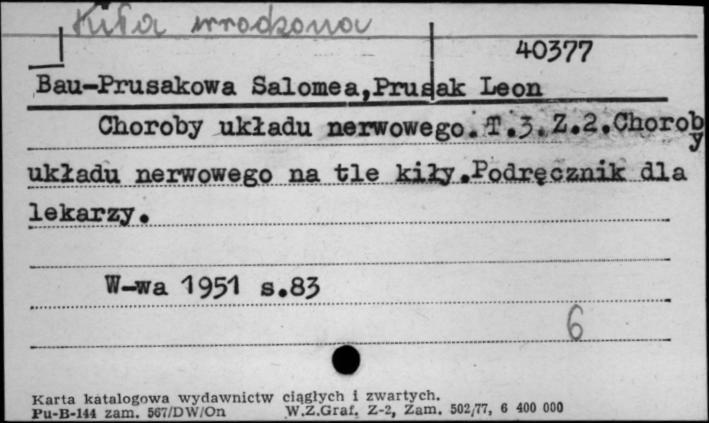 Kiła wrodzona
40377
Bau-Prusakowa Salomea,Prusak Leon
Choroby układu nerwowego.T.3.Z.2.Choroby
układu nerwowego na tle kiły.Podręcznik dla
lekarzy.
W-wa 1951 s.83
6
Karta katalogowa wydawnictw ciągłych i zwartych.
Pu-B-144 zam. 567/DW/On W.Z.Graf. Z-2, Zam. 502/77, 6 400 000